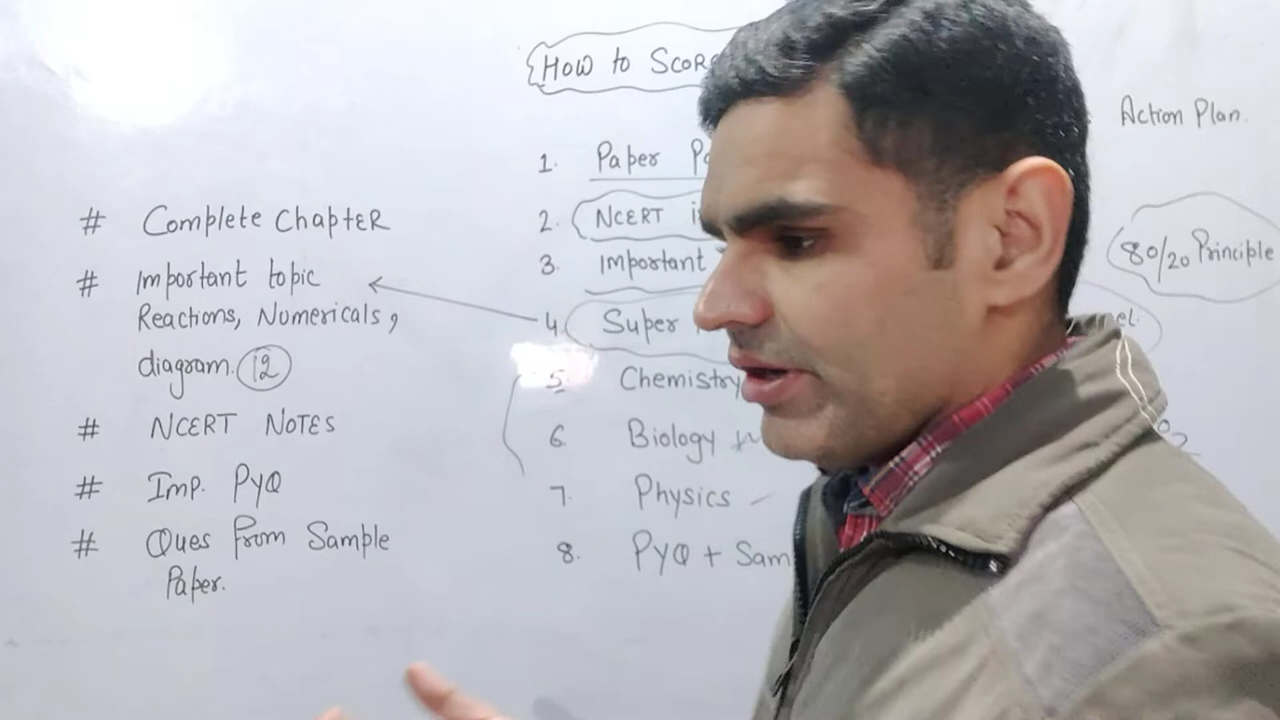 How to SCOR
Action Plan.
1. Paper P
2. NCERT
3. Important
4. Super
5. Chemistry
6. Biology
7. Physics
8. PYQ + Sam
80/20 Principle
# Complete ChaptER
# Important topic
Reactions, Numericals,
diagram. 12
# NCERT NOTES
# Imp. PYQ
# Ques from Sample
Paper.